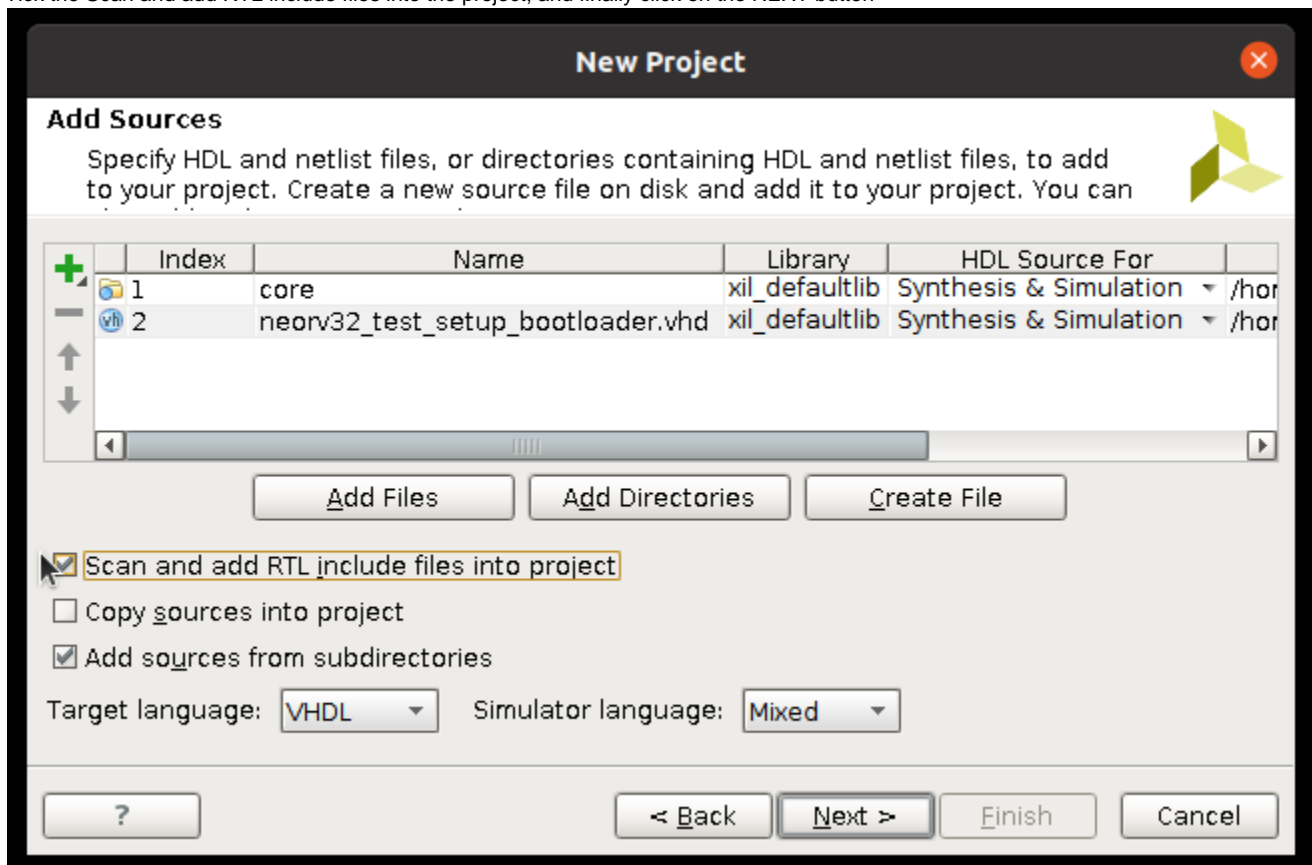 New Project
Add Sources
Specify HDL and netlist files, or directories containing HDL and netlist files, to add
to your project. Create a new source file on disk and add it to your project. You can
Index Name Library HDL Source For
1 core xil_defaultlib Synthesis & Simulation /hor
2 neorv32_test_setup_bootloader.vhd xil_defaultlib Synthesis & Simulation /hor
Add Files Add Directories Create File
Scan and add RTL include files into project
Copy sources into project
Add sources from subdirectories
Target language: VHDL Simulator language: Mixed
? < Back Next > Finish Cancel